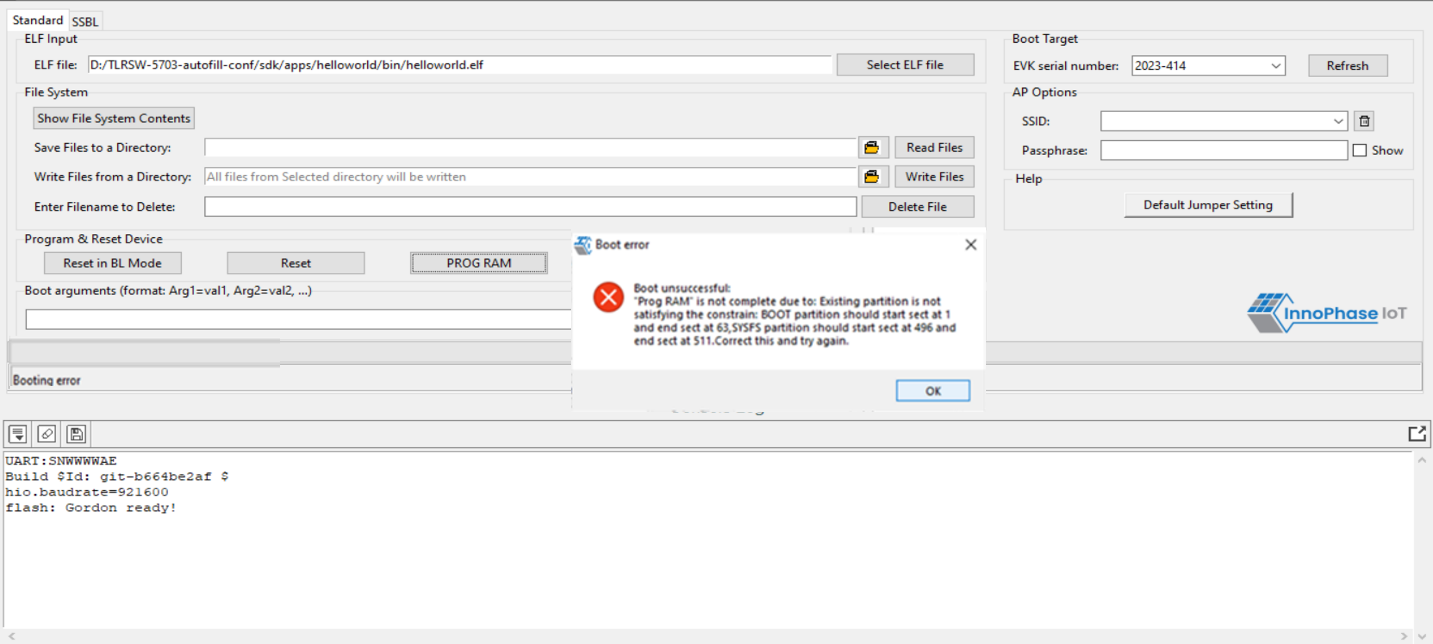 Standard SSBL
ELF Input
ELF file: D:/TLRSW-5703-autofill-conf/sdk/apps/helloworld/bin/helloworld.elf Select ELF file
File System
Show File System Contents
Save Files to a Directory: Read Files
Write Files from a Directory: All files from Selected directory will be written Write Files
Enter Filename to Delete: Delete File
Program & Reset Device
Reset in BL Mode Reset PROG RAM
Boot arguments (format: Arg1=val1, Arg2=val2, ...)
Boot Target
EVK serial number: 2023-414 Refresh
AP Options
SSID:
Passphrase: Show
Help
Default Jumper Setting
InnoPhase IoT
Boot error
Boot unsuccessful:
"Prog RAM" is not complete due to: Existing partition is not
satisfying the constrain: BOOT partition should start sect at 1
and end sect at 63,SYSFS partition should start sect at 496 and
end sect at 511.Correct this and try again.
OK
Booting error
UART:SNWWWWAE
Build $Id: git-b664be2af $
hio.baudrate=921600
flash: Gordon ready!